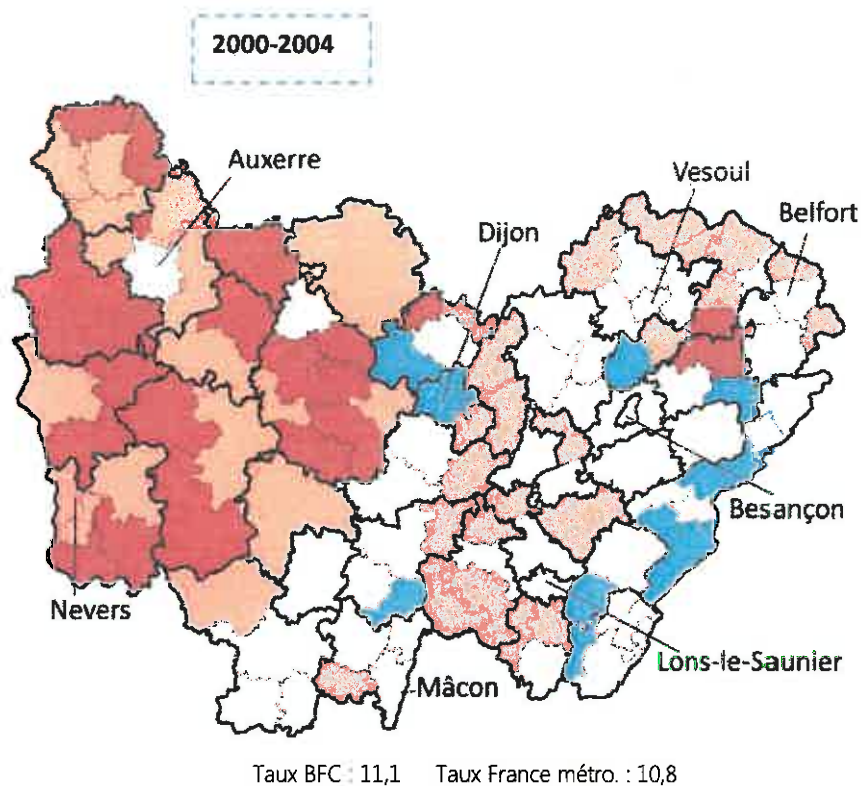 2000-2004
Auxerre
Vesoul
Belfort
Dijon
Besançon
Nevers
Lons-le-Saunier
Mâcon
Taux BFC : 11,1 Taux France métro. : 10,8